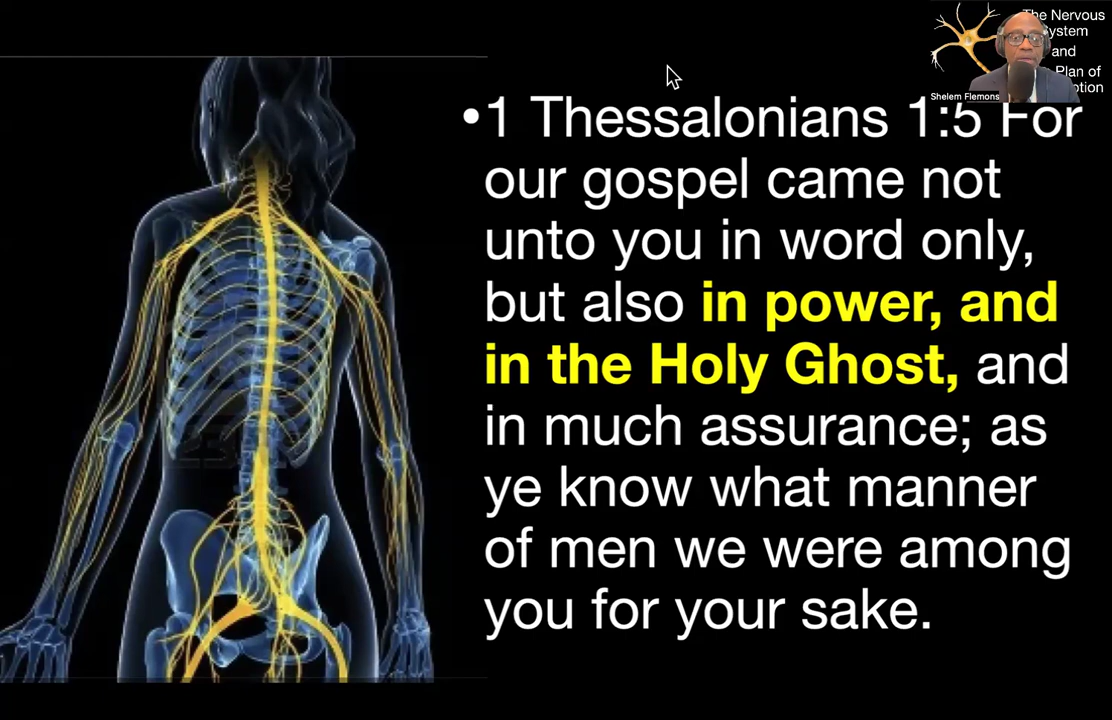 The Nervous
System
and
Plan of
Shelem Flemons
•1 Thessalonians 1:5 For
our gospel came not
unto you in word only,
but also in power, and
in the Holy Ghost, and
in much assurance; as
ye know what manner
of men we were among
you for your sake.